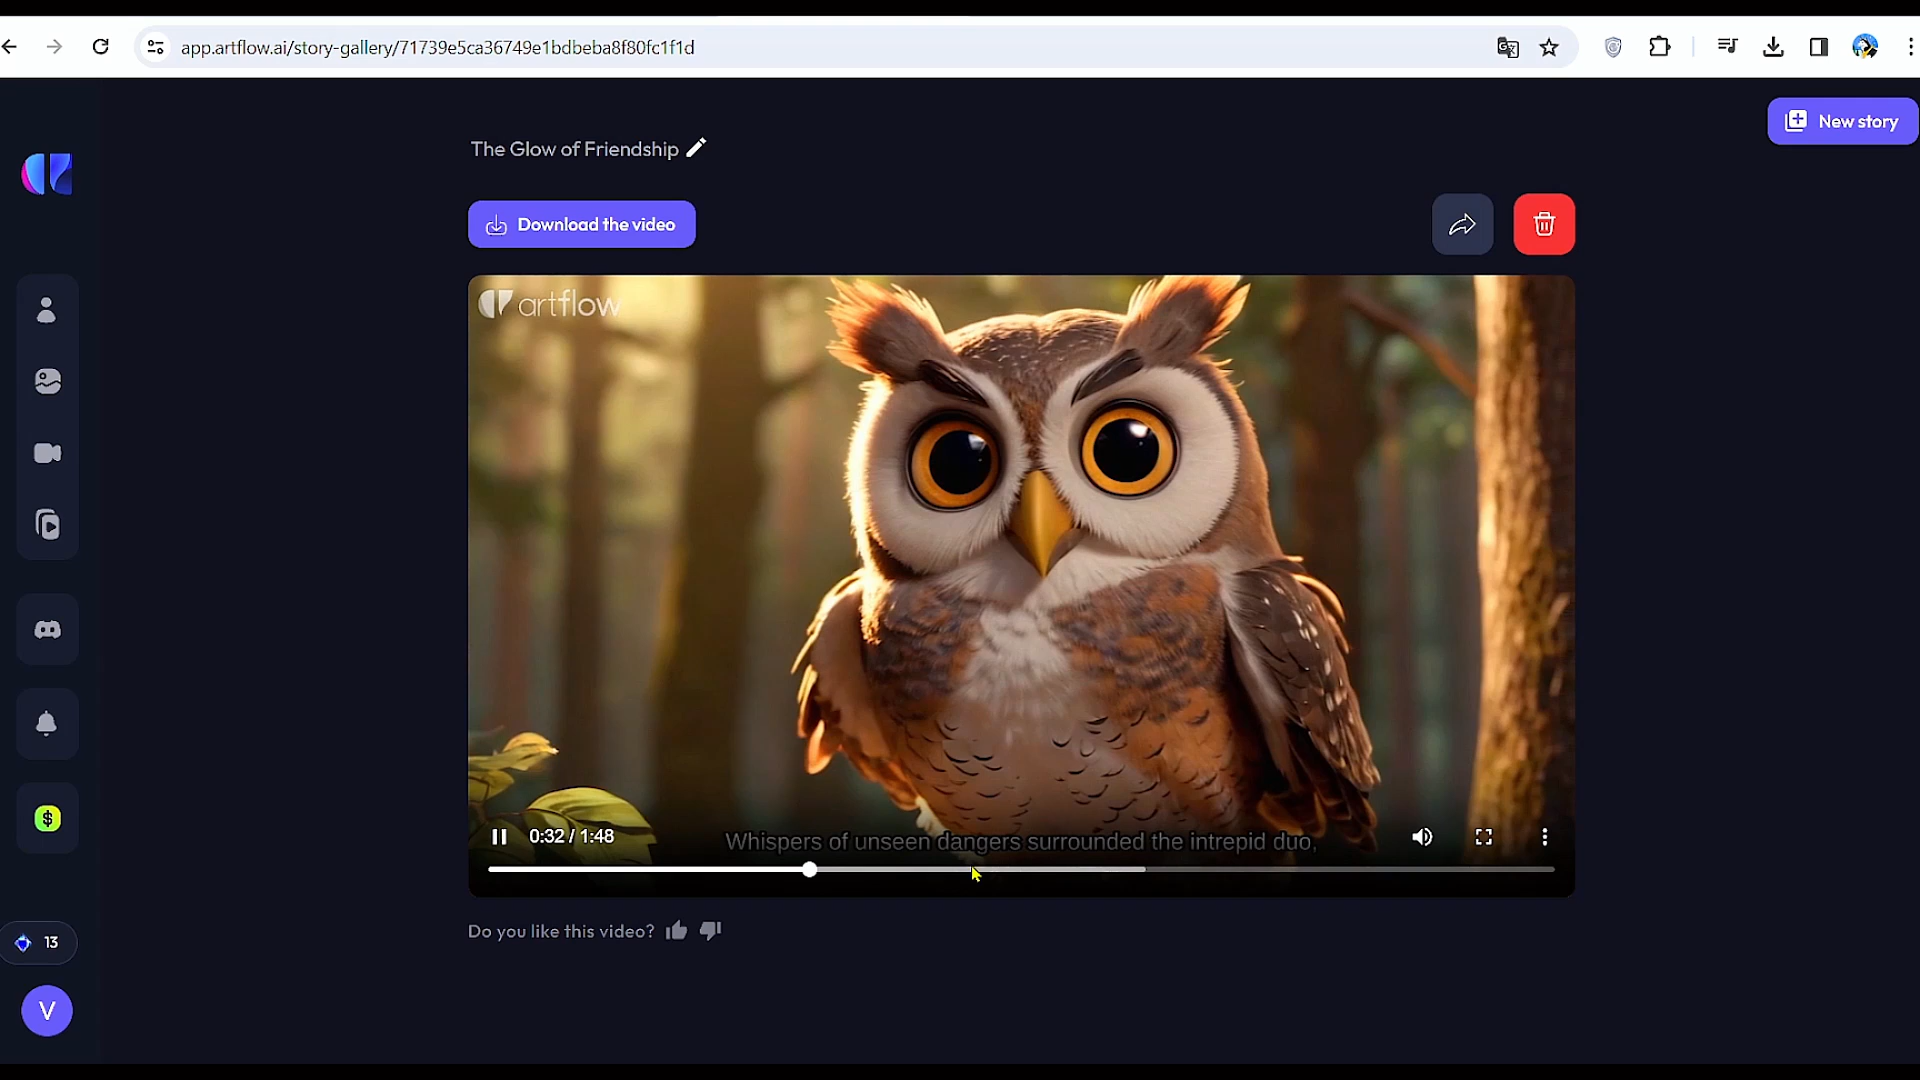 app.artflow.ai/story-gallery/71739e5ca36749e1bdbeba8f80fc1f1d
New story
The Glow of Friendship
Download the video
artflow
0:32 / 1:48
Whispers of unseen dangers surrounded the intrepid duo,
Do you like this video?
13
V